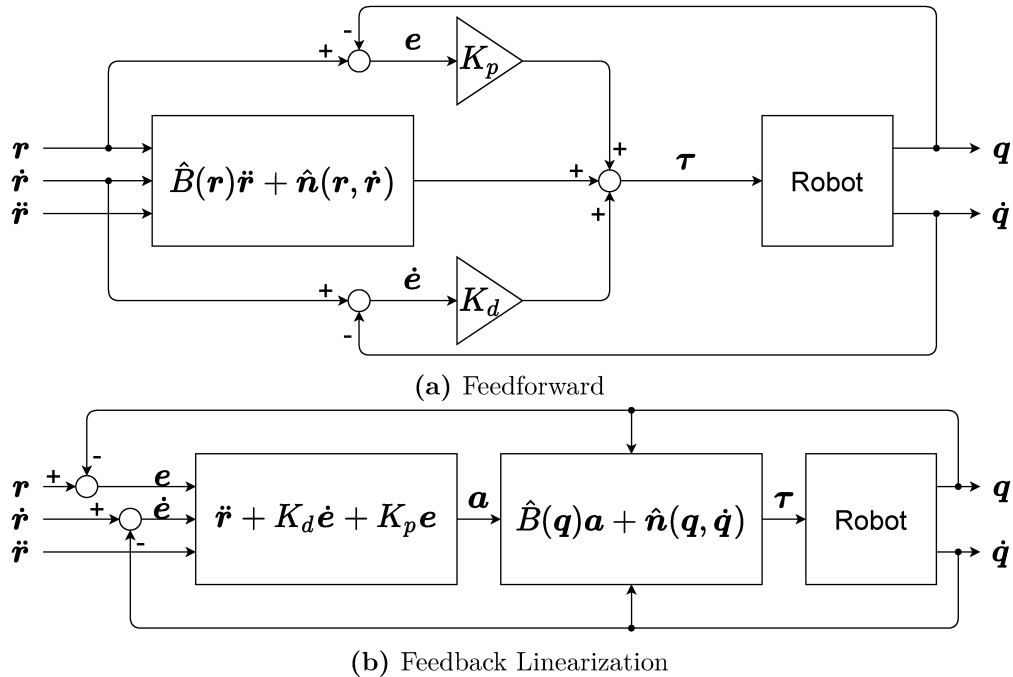 - e
+ K_p
r
ṙ B̂(r)r̈ + n̂(r, ṙ) + + τ Robot q
r̈ + q̇
+ ė K_d
-
(a) Feedforward
-
r + e
ṙ + ė r̈ + K_d ė + K_p e a B̂(q)a + n̂(q, q̇) τ Robot q
r̈ - q̇
(b) Feedback Linearization